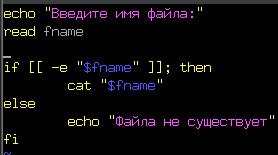 echo "Введите имя файла:"
read fname
if [[ -e "$fname" ]]; then
cat "$fname"
else
echo "Файла не существует"
fi
~